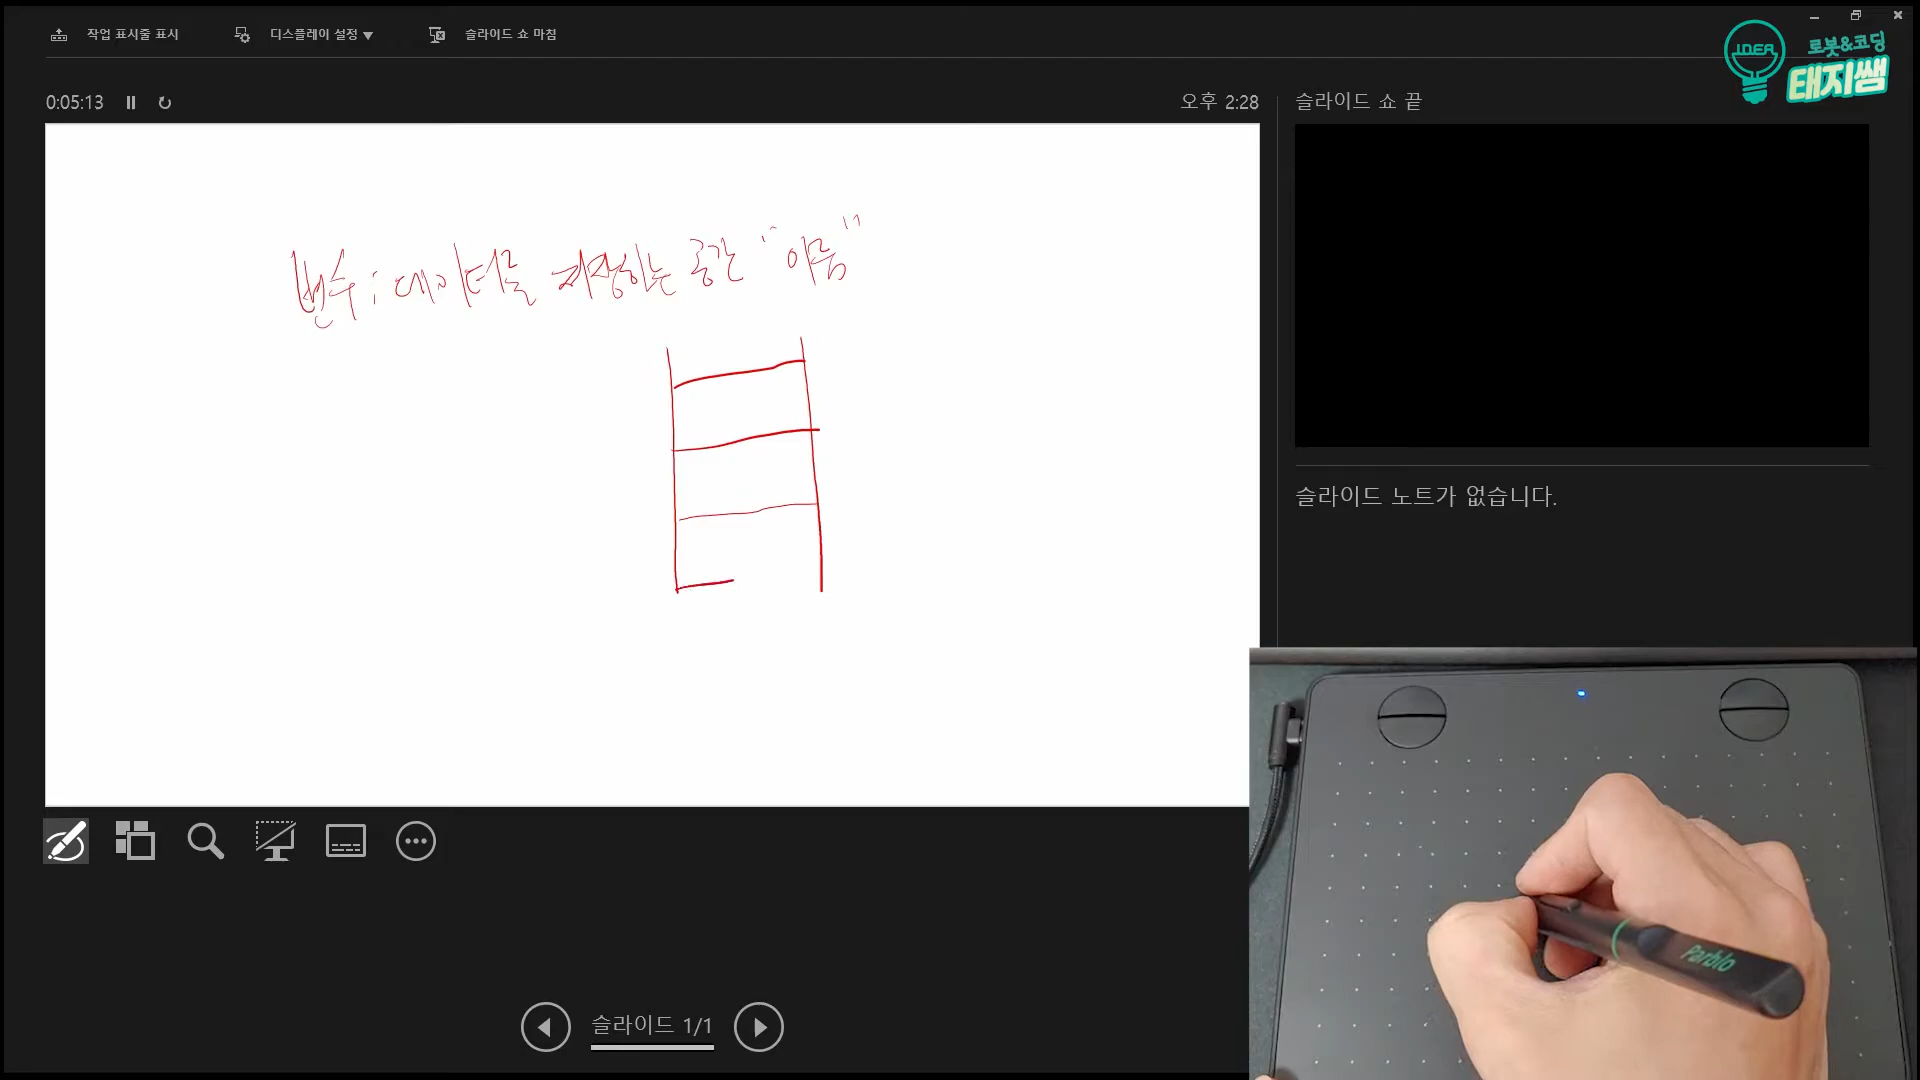 작업 표시줄 표시
디스플레이 설정
슬라이드 쇼 마침
IDEA
로봇&코딩
태지쌤
0:05:13
오후 2:28
슬라이드 쇼 끝
변수 : 데이터를 저장하는 공간 "이름"
슬라이드 노트가 없습니다.
Parblo
슬라이드 1/1